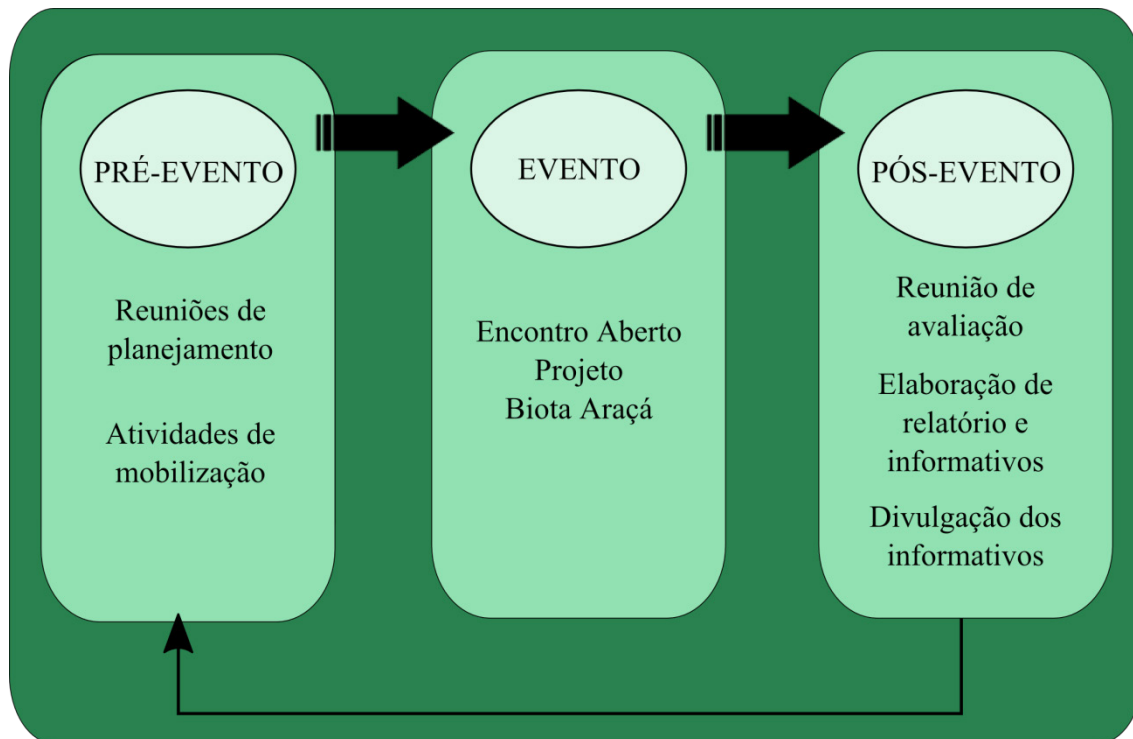 PRÉ-EVENTO
Reuniões de
planejamento
Atividades de
mobilização
EVENTO
Encontro Aberto
Projeto
Biota Araçá
PÓS-EVENTO
Reunião de
avaliação
Elaboração de
relatório e
informativos
Divulgação dos
informativos